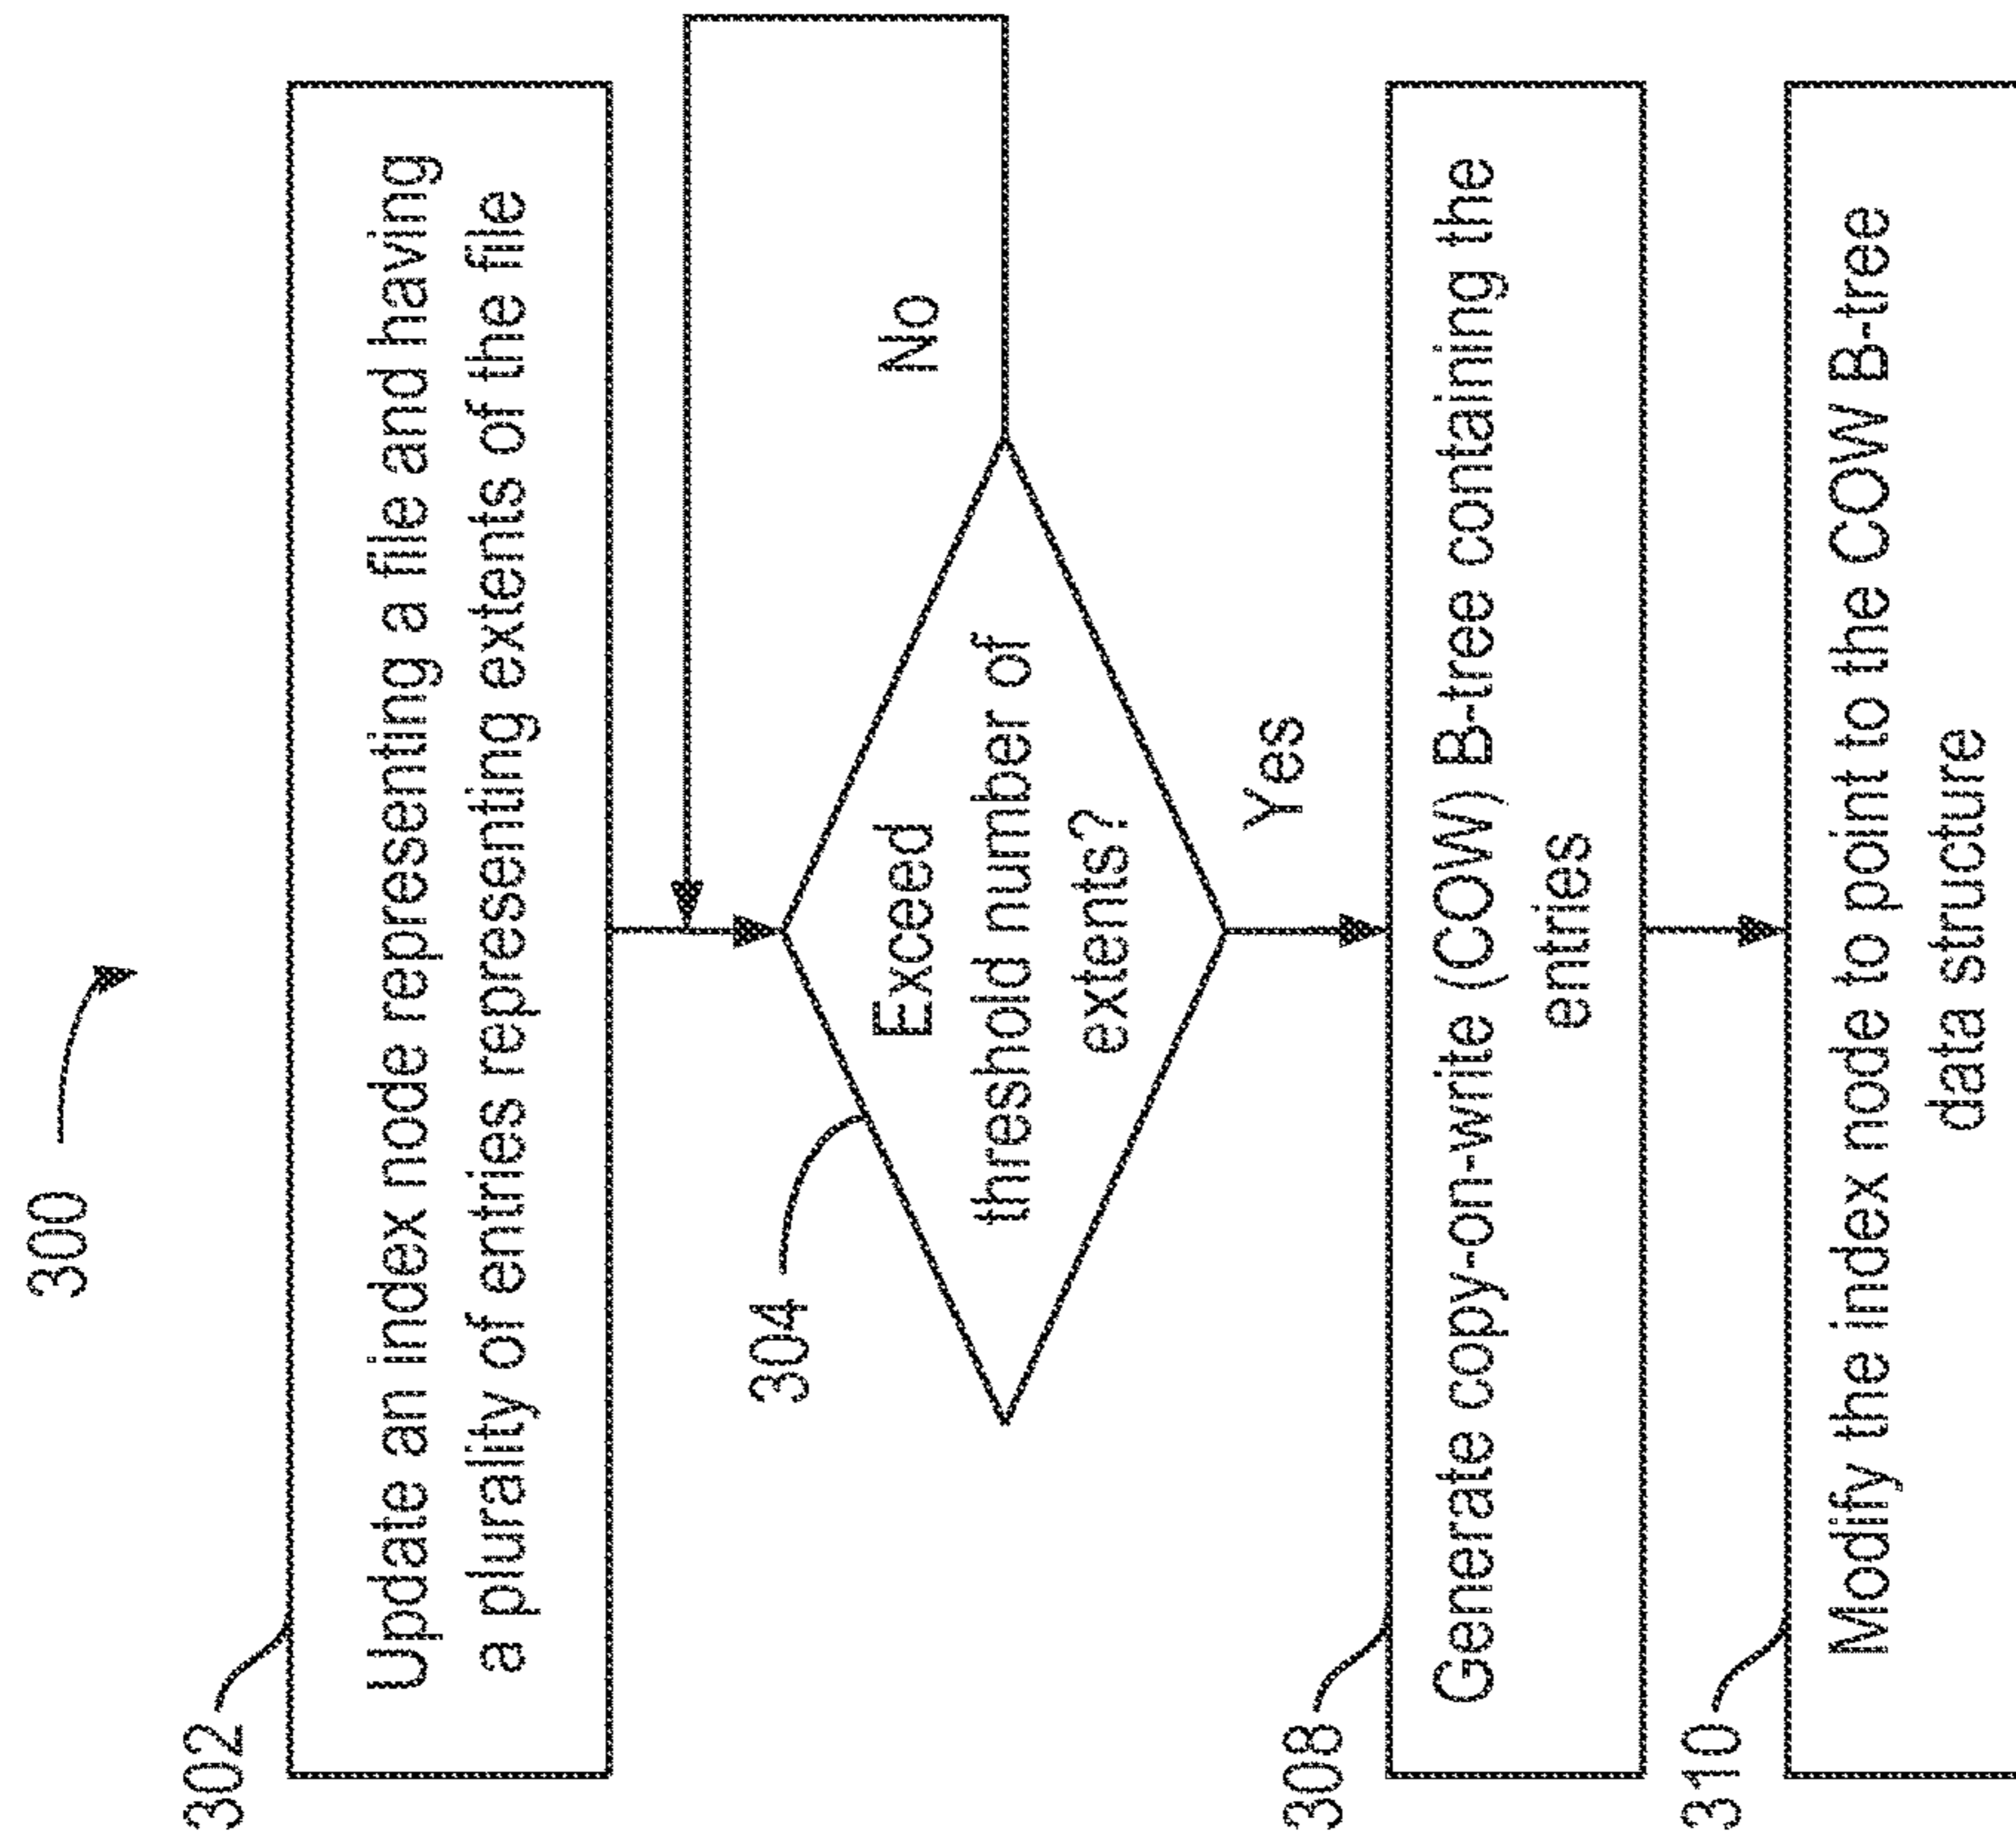 300
302
Update an index node representing a file and having
a plurality of entries representing extents of the file
304
Exceed
threshold number of
extents?
No
Yes
308
Generate copy-on-write (COW) B-tree containing the
entries
310
Modify the index node to point to the COW B-tree
data structure